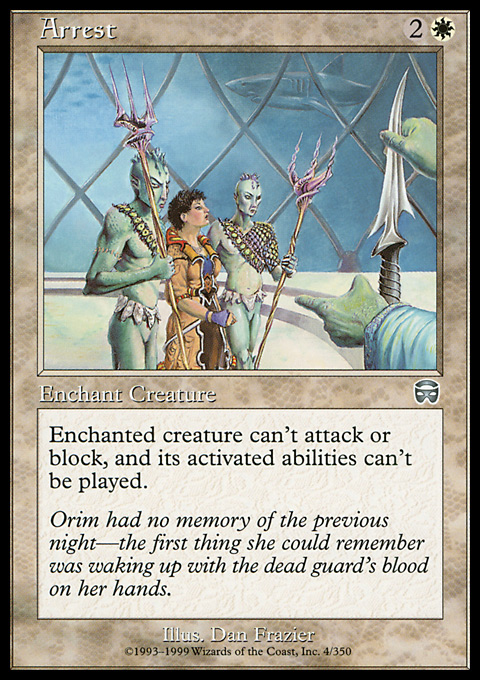 Arrest 2
Enchant Creature
Enchanted creature can't attack or
block, and its activated abilities can't
be played.
Orim had no memory of the previous
night—the first thing she could remember
was waking up with the dead guard's blood
on her hands.
Illus. Dan Frazier
©1993–1999 Wizards of the Coast, Inc. 4/350